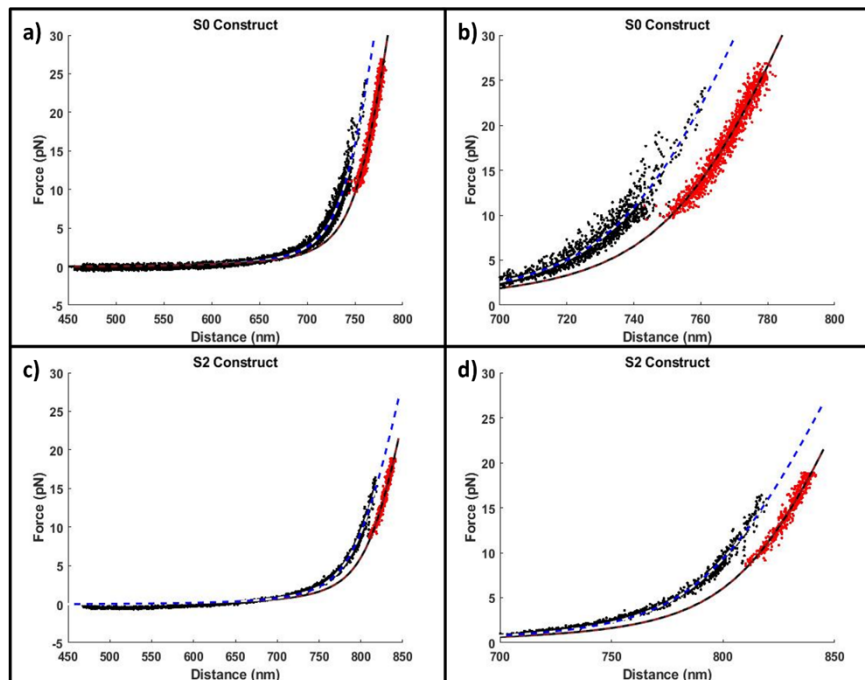 a)
S0 Construct
Force (pN)
30
25
20
15
10
5
0
-5
450 500 550 600 650 700 750 800
Distance (nm)
b)
S0 Construct
Force (pN)
30
25
20
15
10
5
0
700 720 740 760 780 800
Distance (nm)
c)
S2 Construct
Force (pN)
30
25
20
15
10
5
0
-5
450 500 550 600 650 700 750 800 850
Distance (nm)
d)
S2 Construct
Force (pN)
30
25
20
15
10
5
0
700 750 800 850
Distance (nm)